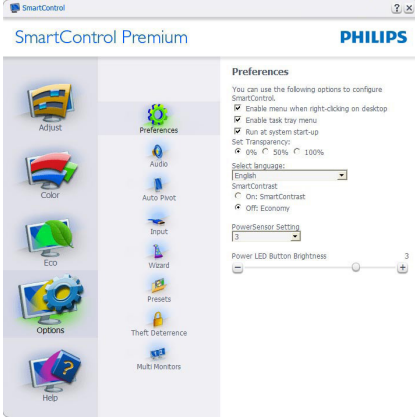 SmartControl
SmartControl Premium
PHILIPS
Adjust
Color
Eco
Options
Help
Preferences
Audio
Auto Pivot
Input
Wizard
Presets
Theft Deterrence
Multi Monitors
Preferences
You can use the following options to configure
SmartControl.
Enable menu when right-clicking on desktop
Enable task tray menu
Run at system start-up
Set Transparency:
0% 50% 100%
Select language:
English
SmartContrast
On: SmartContrast
Off: Economy
PowerSensor Setting
3
Power LED Button Brightness 3